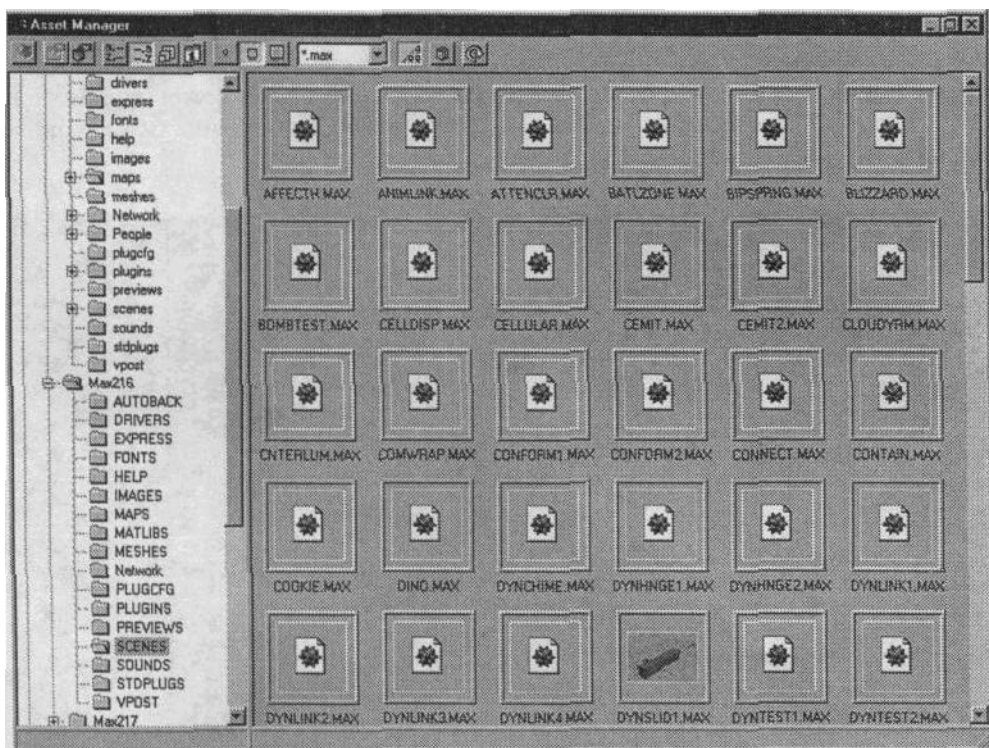 Asset Manager
*.max
drivers
express
fonts
help
images
maps
meshes
Network
People
plugcfg
plugins
previews
scenes
sounds
stdplugs
vpost
Max216
AUTOBACK
DRIVERS
EXPRESS
FONTS
HELP
IMAGES
MAPS
MATLIBS
MESHES
Network
PLUGCFG
PLUGINS
PREVIEWS
SCENES
SOUNDS
STDPLUGS
VPOST
Max217
AFFECTH.MAX ANIMLINK.MAX ATTENCLR.MAX BATLZONE.MAX BIPSPRNG.MAX BLIZZARD.MAX
BOMBTEST.MAX CELLDISP.MAX CELLULAR.MAX CEMIT.MAX CEMIT2.MAX CLOUDYRM.MAX
CNTERLUM.MAX COMWRAP.MAX CONFORM1.MAX CONFORM2.MAX CONNECT.MAX CONTAIN.MAX
COOKIE.MAX DINO.MAX DYNCHIME.MAX DYNHNGE1.MAX DYNHNGE2.MAX DYNLINK1.MAX
DYNLINK2.MAX DYNLINK3.MAX DYNLINK4.MAX DYNSLID1.MAX DYNTEST1.MAX DYNTEST2.MAX